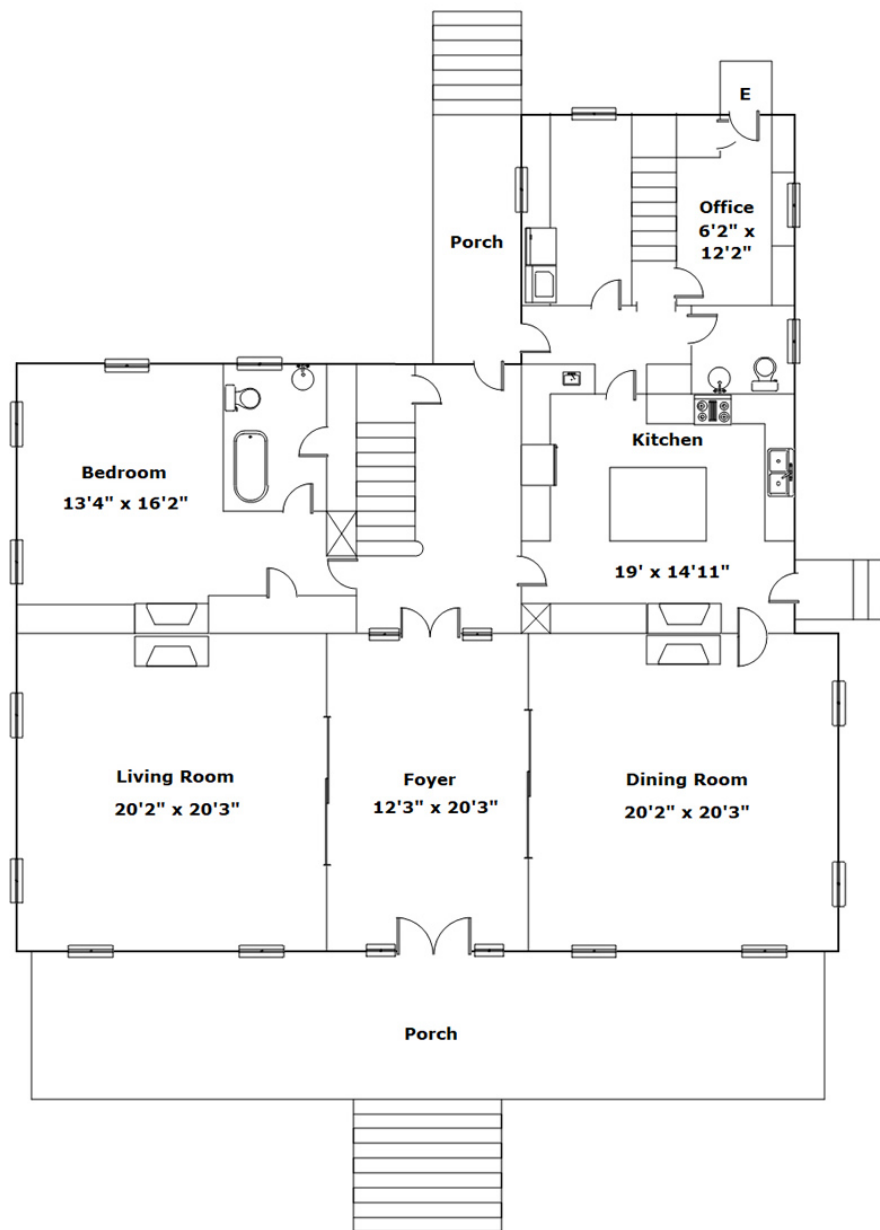 E
Office
6'2" x
12'2"
Porch
Kitchen
Bedroom
13'4" x 16'2"
19' x 14'11"
Living Room
20'2" x 20'3"
Foyer
12'3" x 20'3"
Dining Room
20'2" x 20'3"
Porch